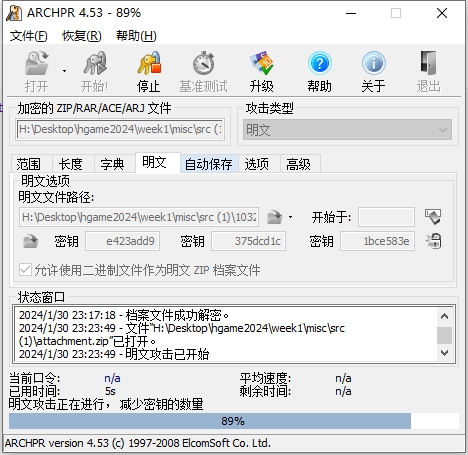 ARCHPR 4.53 - 89%
文件(F) 恢复(R) 帮助(H)
打开 开始! 停止 基准测试 升级 帮助 关于 退出
加密的 ZIP/RAR/ACE/ARJ 文件
攻击类型
H:\Desktop\hgame2024\week1\misc\src (1
明文
范围 长度 字典 明文 自动保存 选项 高级
明文选项
明文文件路径:
H:\Desktop\hgame2024\week1\misc\src (1)\1032
开始于:
密钥 e423add9 密钥 375dcd1c 密钥 1bce583e
允许使用二进制文件作为明文 ZIP 档案文件
状态窗口
2024/1/30 23:17:18 - 档案文件成功解密。
2024/1/30 23:23:49 - 文件“H:\Desktop\hgame2024\week1\misc\src
(1)\attachment.zip”已打开。
2024/1/30 23:23:49 - 明文攻击已开始
当前口令: n/a 平均速度: n/a
已用时间: 5s 剩余时间: n/a
明文攻击正在进行，减少密钥的数量
89%
ARCHPR version 4.53 (c) 1997-2008 ElcomSoft Co. Ltd.